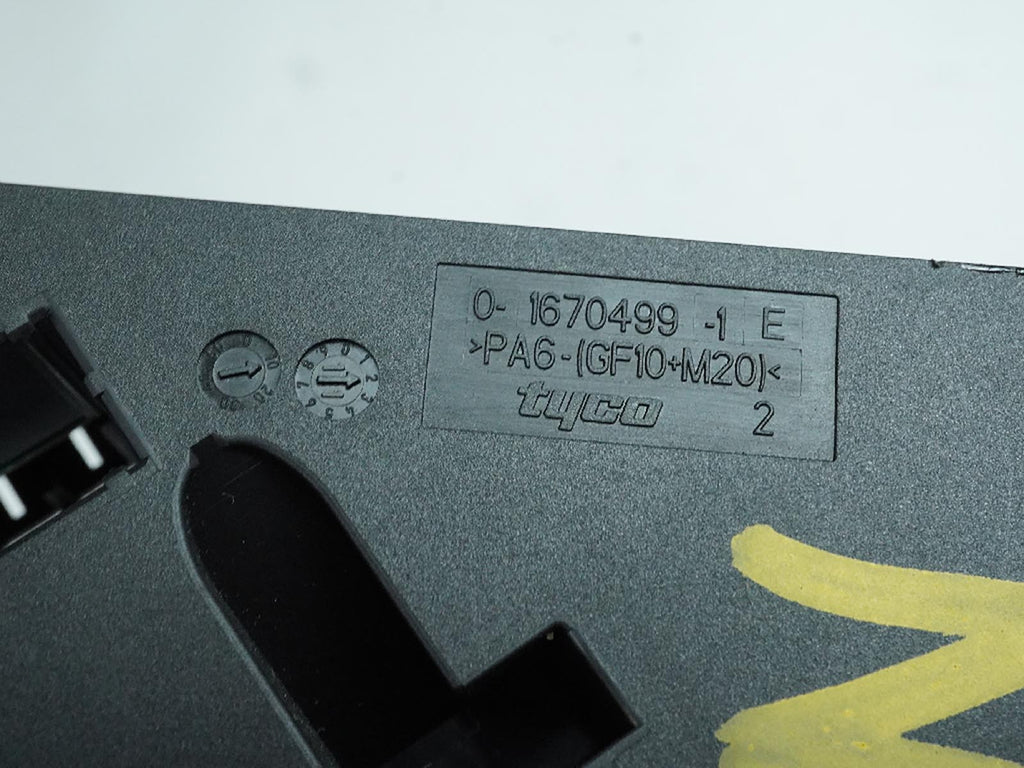 0- 1670499 -1 E
>PA6-(GF10+M20)<
tyco 2